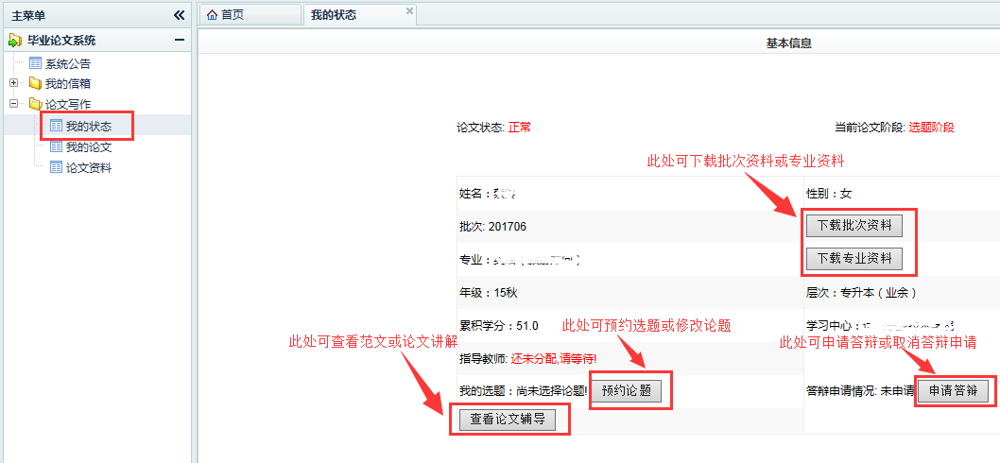 主菜单
首页
我的状态
毕业论文系统
系统公告
我的信箱
论文写作
我的状态
我的论文
论文资料
基本信息
论文状态: 正常
当前论文阶段: 选题阶段
此处可下载批次资料或专业资料
姓名：
性别：女
批次: 201706
下载批次资料
专业：
下载专业资料
年级：15秋
层次：专升本（业余）
累积学分：51.0
此处可预约选题或修改论题
学习中心：
此处可查看范文或论文讲解
此处可申请答辩或取消答辩申请
指导教师: 还未分配,请等待!
我的选题：尚未选择论题!
预约论题
答辩申请情况: 未申请
申请答辩
查看论文辅导